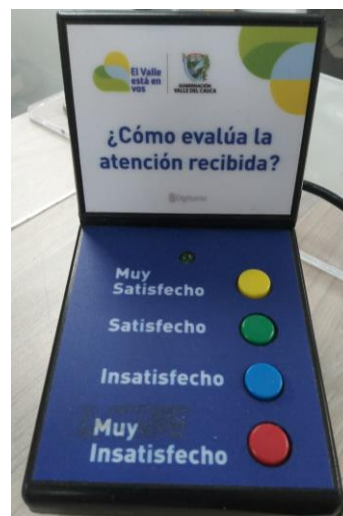 El Valle
está en
vos
GOBERNACIÓN
VALLE DEL CAUCA
¿Cómo evalúa la
atención recibida?
Muy
Satisfecho
Satisfecho
Insatisfecho
Muy
Insatisfecho